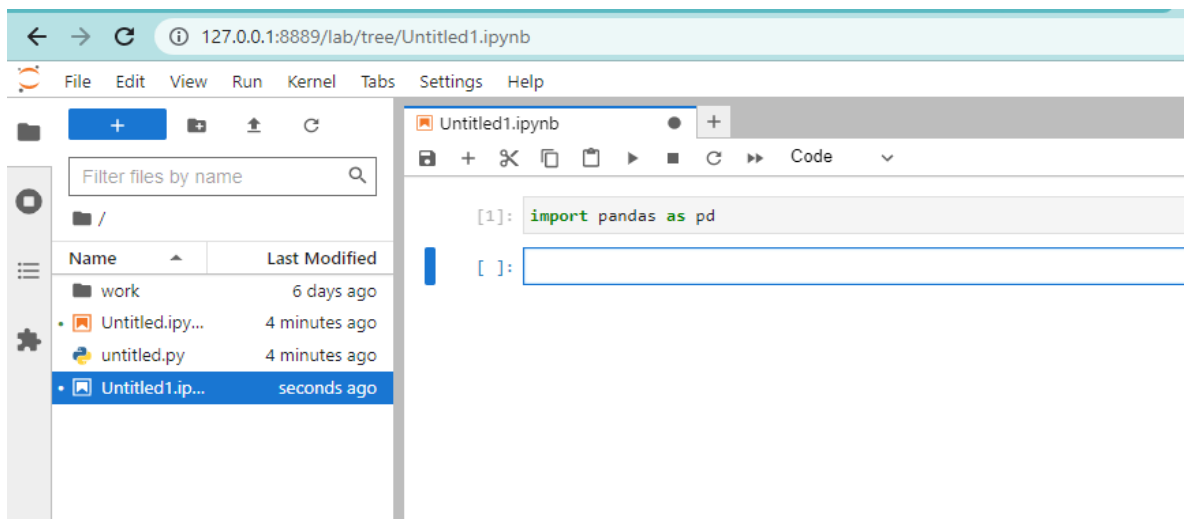 127.0.0.1:8889/lab/tree/Untitled1.ipynb
File Edit View Run Kernel Tabs Settings Help
Untitled1.ipynb
Code
Filter files by name
/
Name Last Modified
work 6 days ago
Untitled.ipy... 4 minutes ago
untitled.py 4 minutes ago
Untitled1.ip... seconds ago
[1]: import pandas as pd
[ ]: